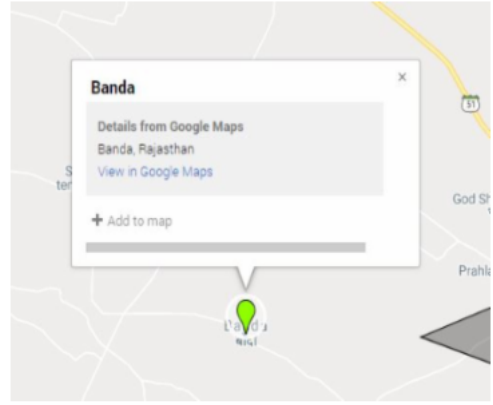 Banda
×
Details from Google Maps
Banda, Rajasthan
View in Google Maps
+ Add to map
51
God Sh
Prahla